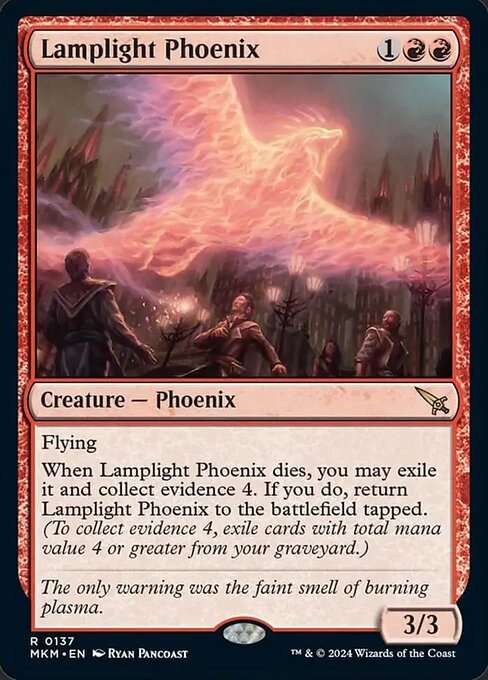 Lamplight Phoenix 1
Creature — Phoenix
Flying
When Lamplight Phoenix dies, you may exile
it and collect evidence 4. If you do, return
Lamplight Phoenix to the battlefield tapped.
(To collect evidence 4, exile cards with total mana
value 4 or greater from your graveyard.)
The only warning was the faint smell of burning
plasma.
3/3
R 0137
MKM • EN Ryan Pancoast ™ & © 2024 Wizards of the Coast